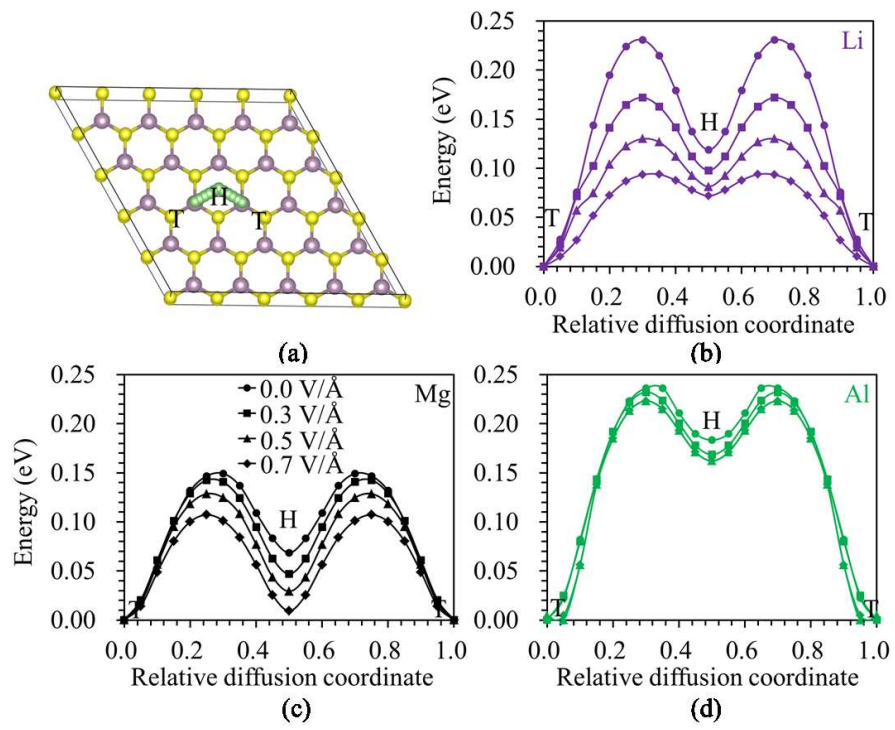 T
H
T
(a)
Energy (eV)
0.25
0.20
0.15
0.10
0.05
0.00
Li
H
T
T
0.0 0.2 0.4 0.6 0.8 1.0
Relative diffusion coordinate
(b)
Energy (eV)
0.25
0.20
0.15
0.10
0.05
0.00
Mg
0.0 V/Å
0.3 V/Å
0.5 V/Å
0.7 V/Å
H
T
T
0.0 0.2 0.4 0.6 0.8 1.0
Relative diffusion coordinate
(c)
0.25
0.20
0.15
0.10
0.05
0.00
Al
H
T
T
0.0 0.2 0.4 0.6 0.8 1.0
Relative diffusion coordinate
(d)